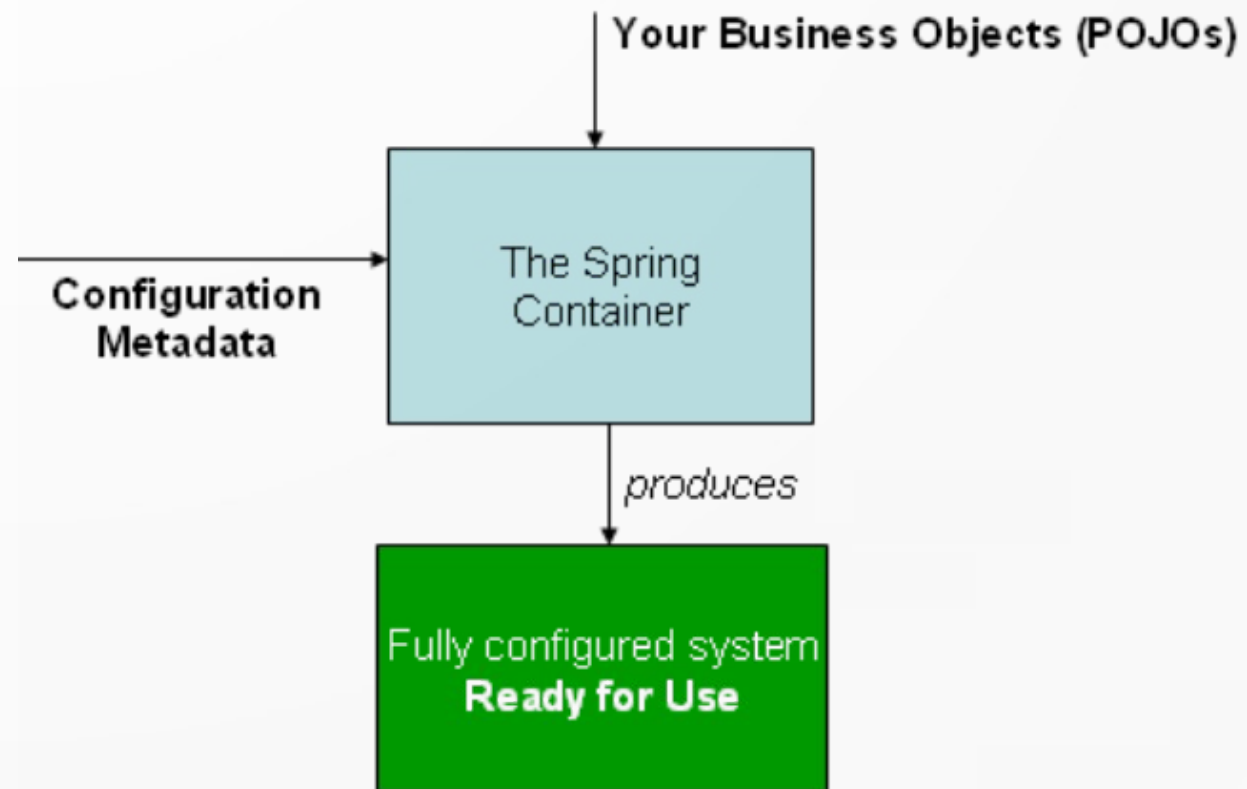 Your Business Objects (POJOs)
The Spring
Container
Configuration
Metadata
produces
Fully configured system
Ready for Use